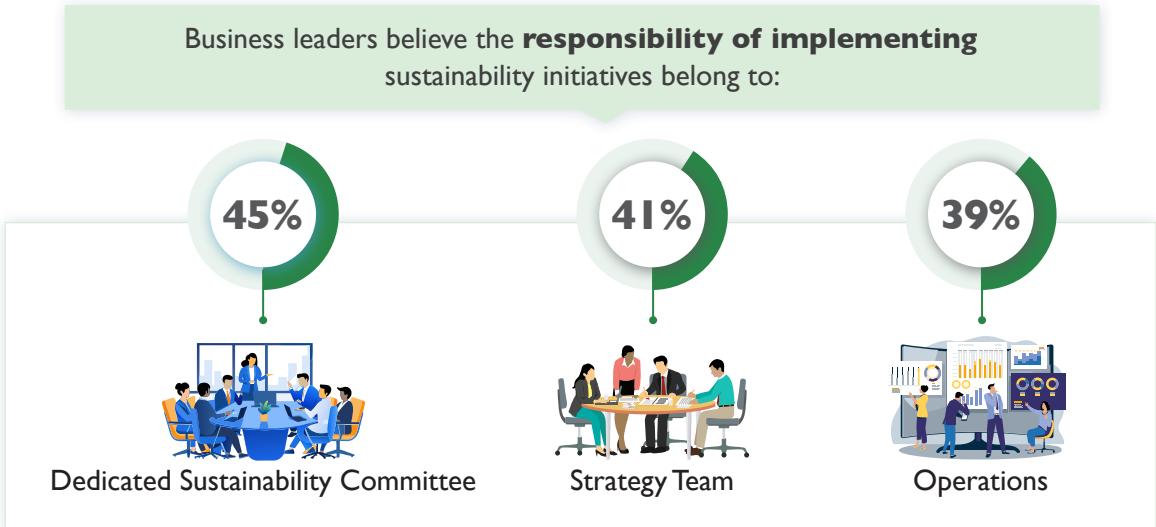 Business leaders believe the responsibility of implementing
sustainability initiatives belong to:
45%
41%
39%
Dedicated Sustainability Committee
Strategy Team
Operations